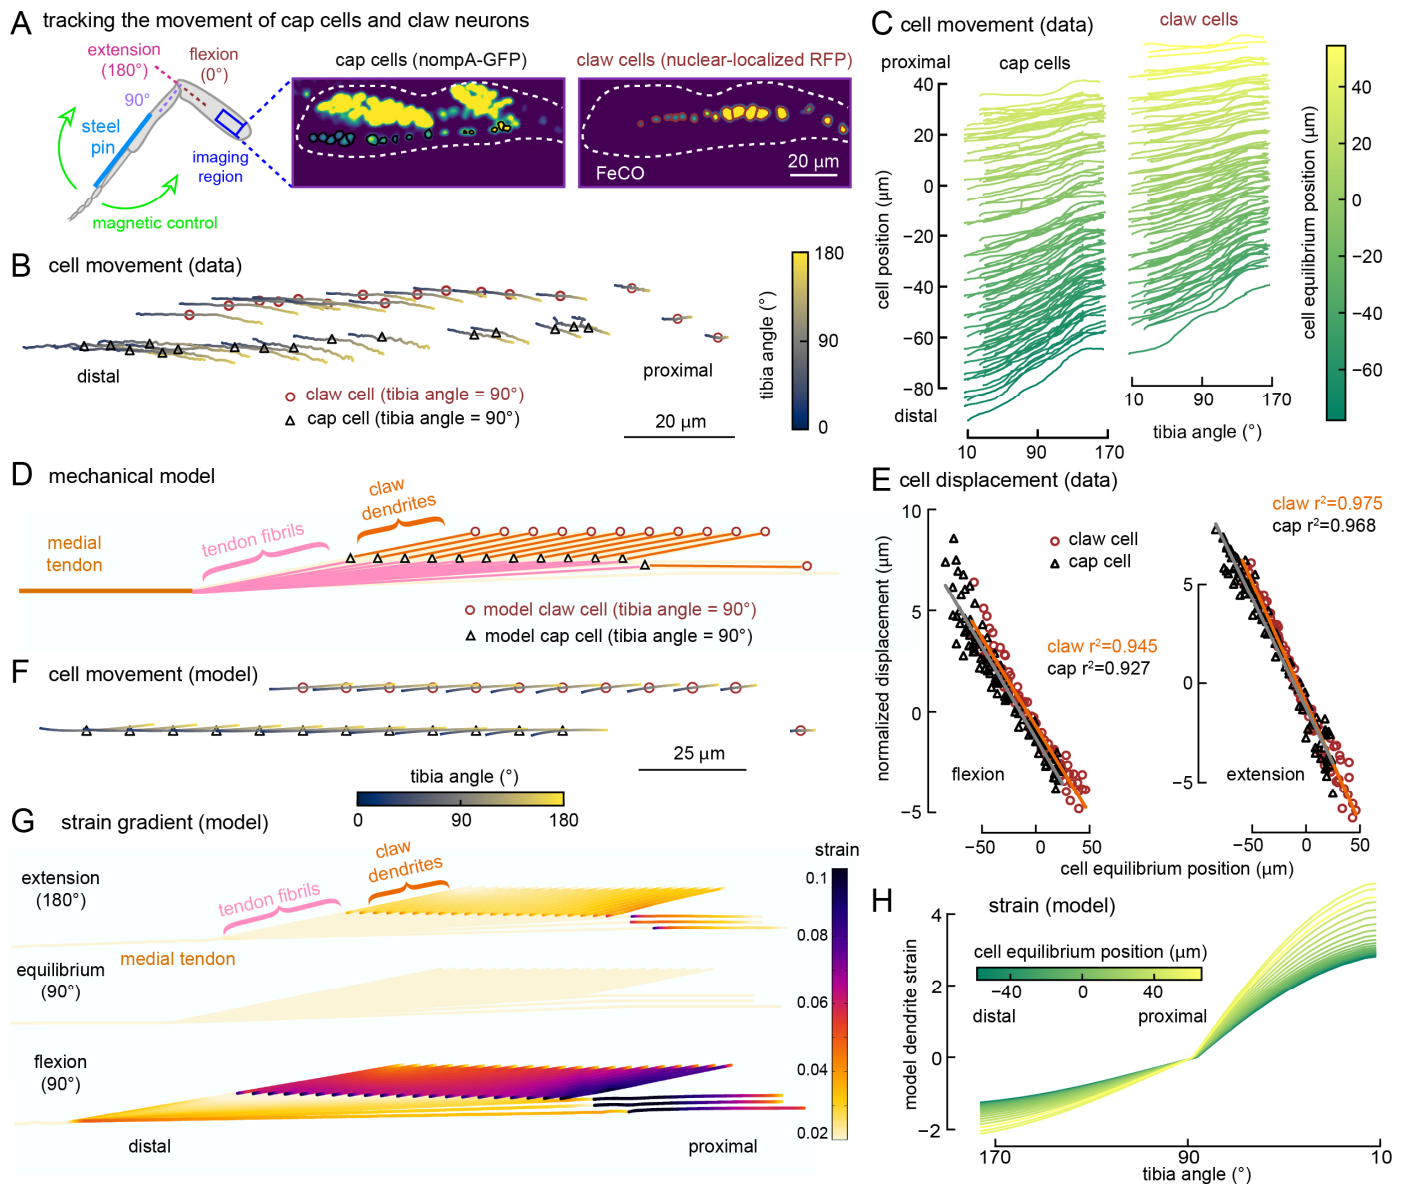 A tracking the movement of cap cells and claw neurons
extension
(180°)
flexion
(0°)
90°
steel
pin
imaging
region
magnetic control
cap cells (nompA-GFP)
claw cells (nuclear-localized RFP)
FeCO
20 µm
B cell movement (data)
distal
proximal
claw cell (tibia angle = 90°)
cap cell (tibia angle = 90°)
20 µm
tibia angle (°)
180
90
0
C cell movement (data)
claw cells
proximal
cap cells
40
20
0
−20
−40
−60
−80
distal
cell position (µm)
10 90 170
10 90 170
tibia angle (°)
cell equilibrium position (µm)
40
20
0
−20
−40
−60
D mechanical model
claw
dendrites
tendon fibrils
medial
tendon
model claw cell (tibia angle = 90°)
model cap cell (tibia angle = 90°)
E cell displacement (data)
claw r²=0.975
cap r²=0.968
claw cell
cap cell
claw r²=0.945
cap r²=0.927
normalized displacement (µm)
10
5
0
−5
flexion
−50 0 50
5
0
−5
extension
−50 0 50
cell equilibrium position (µm)
F cell movement (model)
25 µm
tibia angle (°)
0 90 180
G strain gradient (model)
claw
dendrites
tendon fibrils
extension
(180°)
medial tendon
equilibrium
(90°)
flexion
(90°)
distal
proximal
strain
0.1
0.08
0.06
0.04
0.02
H strain (model)
cell equilibrium position (µm)
−40 0 40
distal
proximal
model dendrite strain
4
2
0
−2
170 90 10
tibia angle (°)